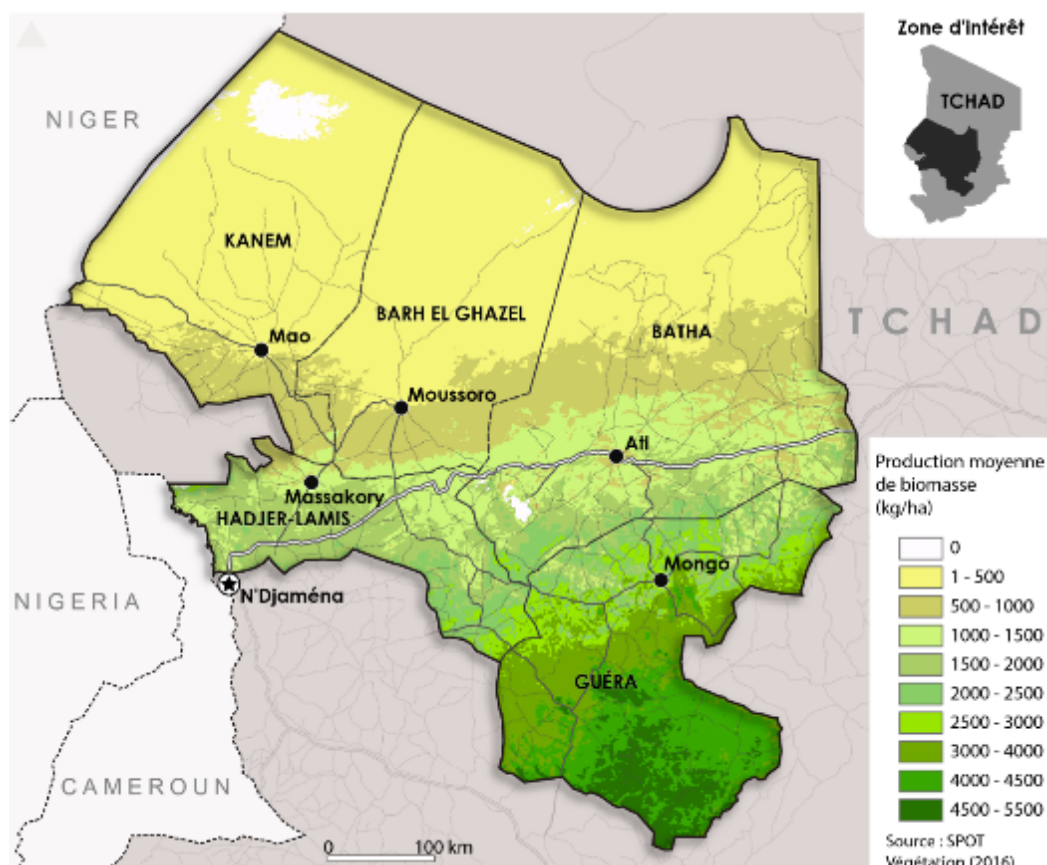 Zone d'intérêt
TCHAD
NIGER
KANEM
BARH EL GHAZEL
BATHA
TCHAD
Mao
Moussoro
Ati
Massakory
HADJER-LAMIS
Mongo
N'Djaména
NIGERIA
GUÉRA
CAMEROUN
0
100 km
Production moyenne
de biomasse
(kg/ha)
0
1 - 500
500 - 1000
1000 - 1500
1500 - 2000
2000 - 2500
2500 - 3000
3000 - 4000
4000 - 4500
4500 - 5500
Source : SPOT
Végétation (2016)